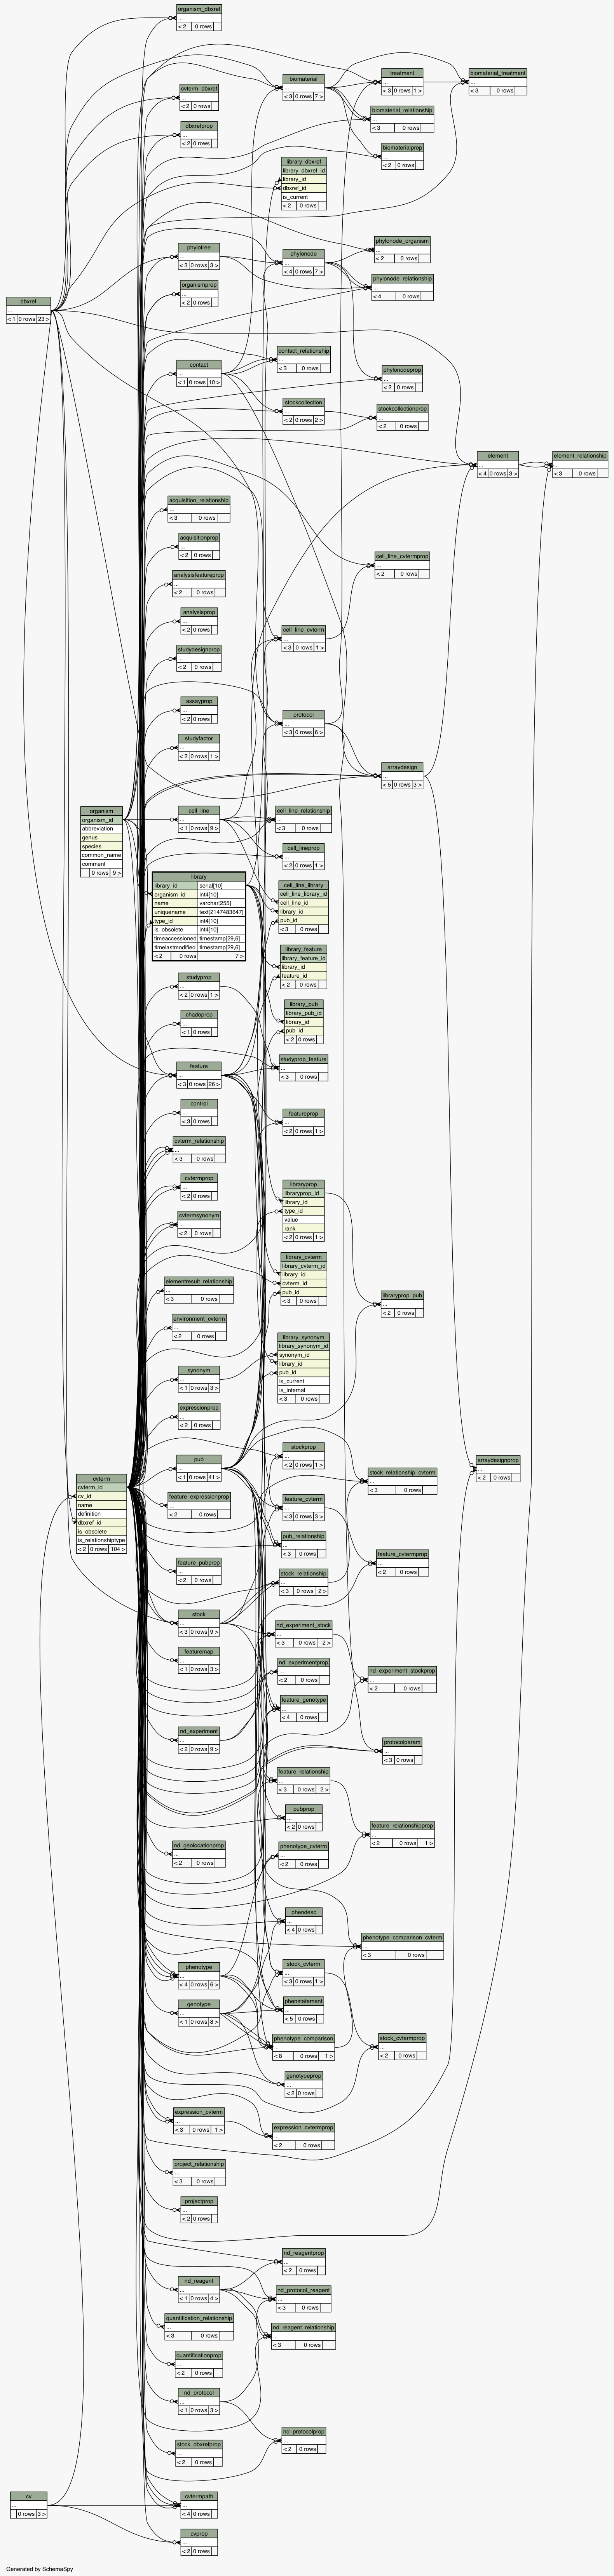 organism_dbxref
...
< 2 0 rows
biomaterial
...
< 3 0 rows 7 >
treatment
...
< 3 0 rows 1 >
biomaterial_treatment
...
< 3 0 rows
cvterm_dbxref
...
< 2 0 rows
biomaterial_relationship
...
< 3 0 rows
dbxrefprop
...
< 2 0 rows
biomaterialprop
...
< 2 0 rows
library_dbxref
library_dbxref_id
library_id
dbxref_id
is_current
< 2 0 rows
phylotree
...
< 3 0 rows 3 >
phylonode
...
< 4 0 rows 7 >
phylonode_organism
...
< 2 0 rows
phylonode_relationship
...
< 4 0 rows
organismprop
...
< 2 0 rows
dbxref
...
< 1 0 rows 23 >
contact_relationship
...
< 3 0 rows
contact
...
< 1 0 rows 10 >
phylonodeprop
...
< 2 0 rows
stockcollection
...
< 2 0 rows 2 >
stockcollectionprop
...
< 2 0 rows
element
...
< 4 0 rows 3 >
element_relationship
...
< 3 0 rows
acquisition_relationship
...
< 3 0 rows
acquisitionprop
...
< 2 0 rows
cell_line_cvtermprop
...
< 2 0 rows
analysisfeatureprop
...
< 2 0 rows
analysisprop
...
< 2 0 rows
cell_line_cvterm
...
< 3 0 rows 1 >
studydesignprop
...
< 2 0 rows
assayprop
...
< 2 0 rows
protocol
...
< 3 0 rows 6 >
studyfactor
...
< 2 0 rows 1 >
arraydesign
...
< 5 0 rows 3 >
organism
organism_id
abbreviation
genus
species
common_name
comment
0 rows 9 >
cell_line
...
< 1 0 rows 9 >
cell_line_relationship
...
< 3 0 rows
cell_lineprop
...
< 2 0 rows 1 >
library
library_id serial[10]
organism_id int4[10]
name varchar[255]
uniquename text[2147483647]
type_id int4[10]
is_obsolete int4[10]
timeaccessioned timestamp[29,6]
timelastmodified timestamp[29,6]
< 2 0 rows 7 >
cell_line_library
cell_line_library_id
cell_line_id
library_id
pub_id
< 3 0 rows
library_feature
library_feature_id
library_id
feature_id
< 2 0 rows
studyprop
...
< 2 0 rows 1 >
library_pub
library_pub_id
library_id
pub_id
< 2 0 rows
chadoprop
...
< 1 0 rows
studyprop_feature
...
< 3 0 rows
feature
...
< 3 0 rows 26 >
control
...
< 3 0 rows
featureprop
...
< 2 0 rows 1 >
cvterm_relationship
...
< 3 0 rows
cvtermprop
...
< 2 0 rows
libraryprop
libraryprop_id
library_id
type_id
value
rank
< 2 0 rows 1 >
cvtermsynonym
...
< 2 0 rows
library_cvterm
library_cvterm_id
library_id
cvterm_id
pub_id
< 3 0 rows
elementresult_relationship
...
< 3 0 rows
libraryprop_pub
...
< 2 0 rows
environment_cvterm
...
< 2 0 rows
library_synonym
library_synonym_id
synonym_id
library_id
pub_id
is_current
is_internal
< 3 0 rows
synonym
...
< 1 0 rows 3 >
expressionprop
...
< 2 0 rows
pub
...
< 1 0 rows 41 >
stockprop
...
< 2 0 rows 1 >
arraydesignprop
...
< 2 0 rows
stock_relationship_cvterm
...
< 3 0 rows
cvterm
cvterm_id
cv_id
name
definition
dbxref_id
is_obsolete
is_relationshiptype
< 2 0 rows 104 >
feature_expressionprop
...
< 2 0 rows
feature_cvterm
...
< 3 0 rows 3 >
pub_relationship
...
< 3 0 rows
feature_cvtermprop
...
< 2 0 rows
feature_pubprop
...
< 2 0 rows
stock_relationship
...
< 3 0 rows 2 >
stock
...
< 3 0 rows 9 >
nd_experiment_stock
...
< 3 0 rows 2 >
featuremap
...
< 1 0 rows 3 >
nd_experimentprop
...
< 2 0 rows
nd_experiment_stockprop
...
< 2 0 rows
feature_genotype
...
< 4 0 rows
nd_experiment
...
< 2 0 rows 9 >
protocolparam
...
< 3 0 rows
feature_relationship
...
< 3 0 rows 2 >
pubprop
...
< 2 0 rows
feature_relationshipprop
...
< 2 0 rows 1 >
nd_geolocationprop
...
< 2 0 rows
phenotype_cvterm
...
< 2 0 rows
phendesc
...
< 4 0 rows
phenotype_comparison_cvterm
...
< 3 0 rows
phenotype
...
< 4 0 rows 6 >
stock_cvterm
...
< 3 0 rows 1 >
genotype
...
< 1 0 rows 8 >
phenstatement
...
< 5 0 rows
phenotype_comparison
...
< 8 0 rows 1 >
stock_cvtermprop
...
< 2 0 rows
genotypeprop
...
< 2 0 rows
expression_cvterm
...
< 3 0 rows 1 >
expression_cvtermprop
...
< 2 0 rows
project_relationship
...
< 3 0 rows
projectprop
...
< 2 0 rows
nd_reagentprop
...
< 2 0 rows
nd_reagent
...
< 1 0 rows 4 >
nd_protocol_reagent
...
< 3 0 rows
quantification_relationship
...
< 3 0 rows
nd_reagent_relationship
...
< 3 0 rows
quantificationprop
...
< 2 0 rows
nd_protocol
...
< 1 0 rows 3 >
nd_protocolprop
...
< 2 0 rows
stock_dbxrefprop
...
< 2 0 rows
cv
...
0 rows 3 >
cvtermpath
...
< 4 0 rows
cvprop
...
< 2 0 rows
Generated by SchemaSpy